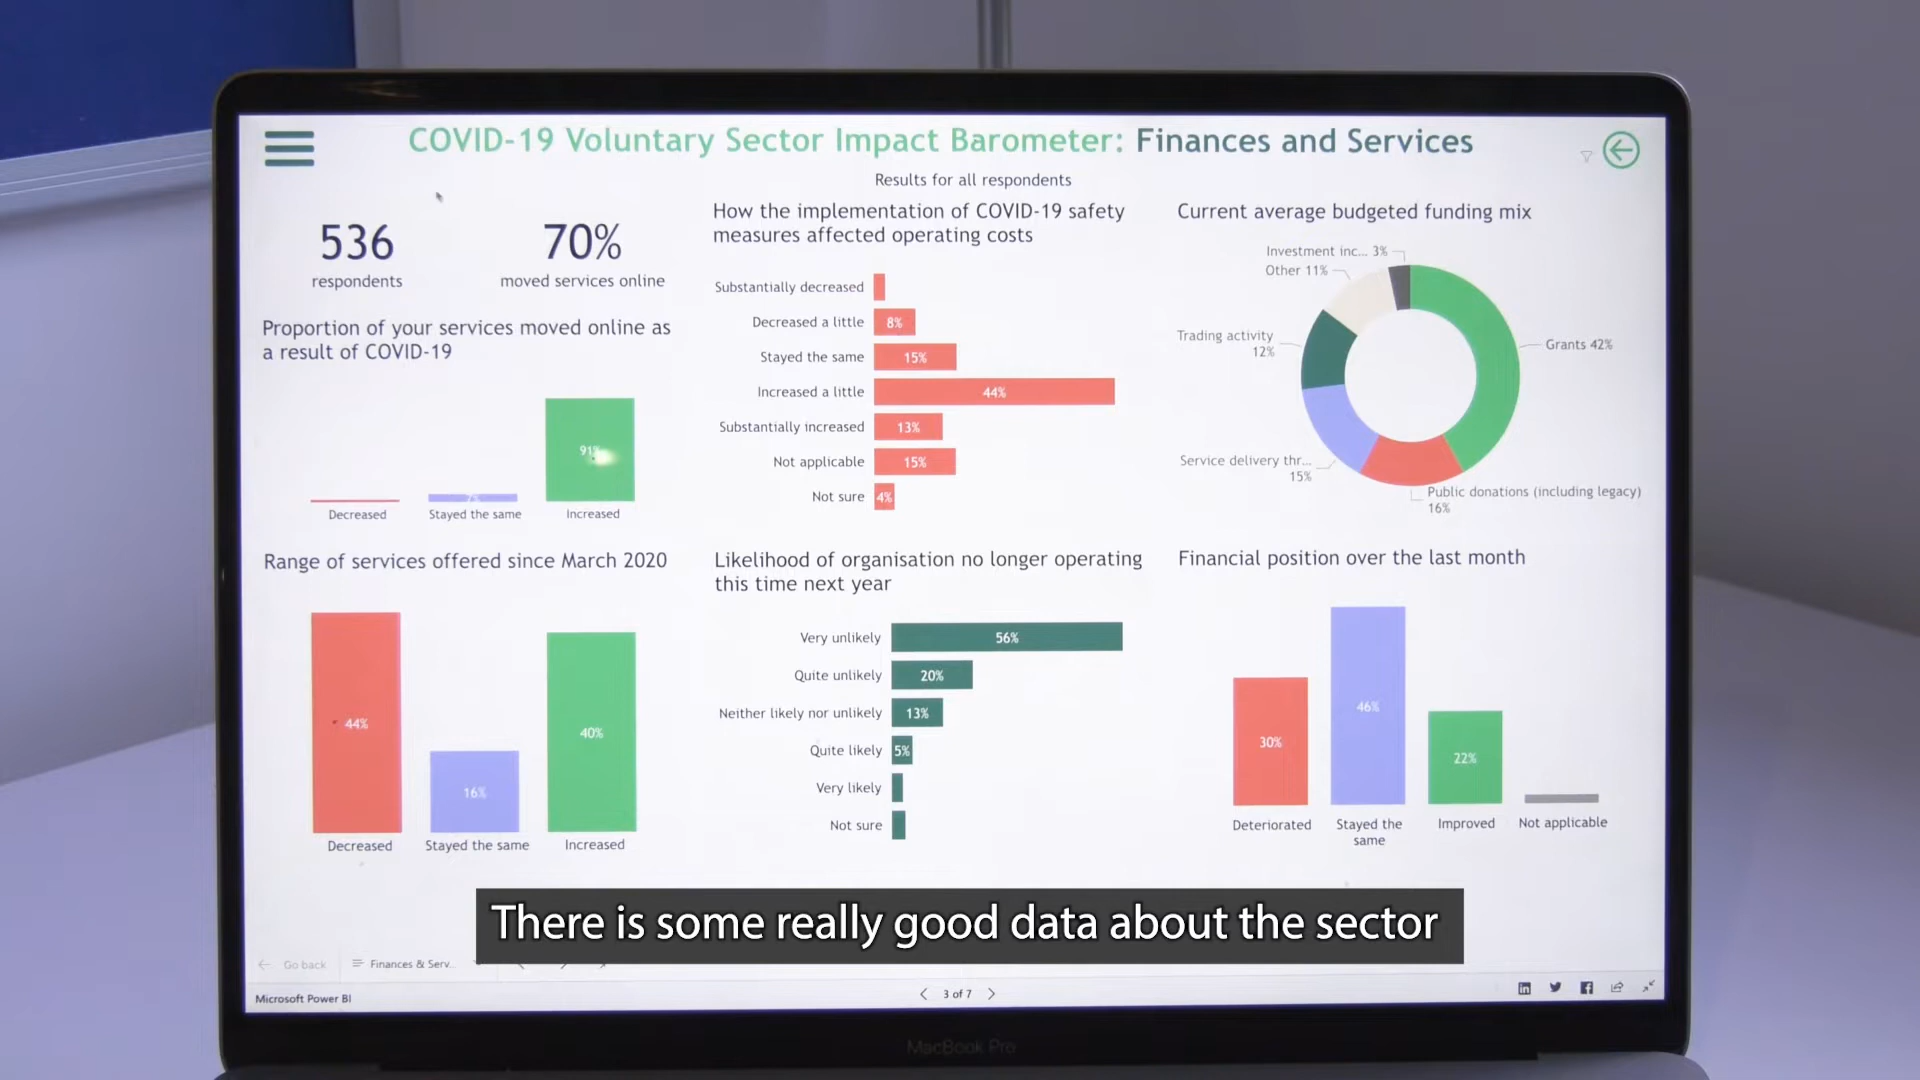 COVID-19 Voluntary Sector Impact Barometer: Finances and Services
Results for all respondents
536
respondents
70%
moved services online
Proportion of your services moved online as
a result of COVID-19
91%
7%
Decreased
Stayed the same
Increased
How the implementation of COVID-19 safety
measures affected operating costs
Substantially decreased
Decreased a little
8%
Stayed the same
15%
Increased a little
44%
Substantially increased
13%
Not applicable
15%
Not sure
4%
Current average budgeted funding mix
Investment inc... 3%
Other 11%
Trading activity
12%
Grants 42%
Service delivery thr...
15%
Public donations (including legacy)
16%
Range of services offered since March 2020
44%
16%
40%
Decreased
Stayed the same
Increased
Likelihood of organisation no longer operating
this time next year
Very unlikely
56%
Quite unlikely
20%
Neither likely nor unlikely
13%
Quite likely
5%
Very likely
Not sure
Financial position over the last month
30%
46%
22%
Deteriorated
Stayed the
same
Improved
Not applicable
There is some really good data about the sector
Go back
Finances & Serv...
Microsoft Power BI
3 of 7
MacBook Pro